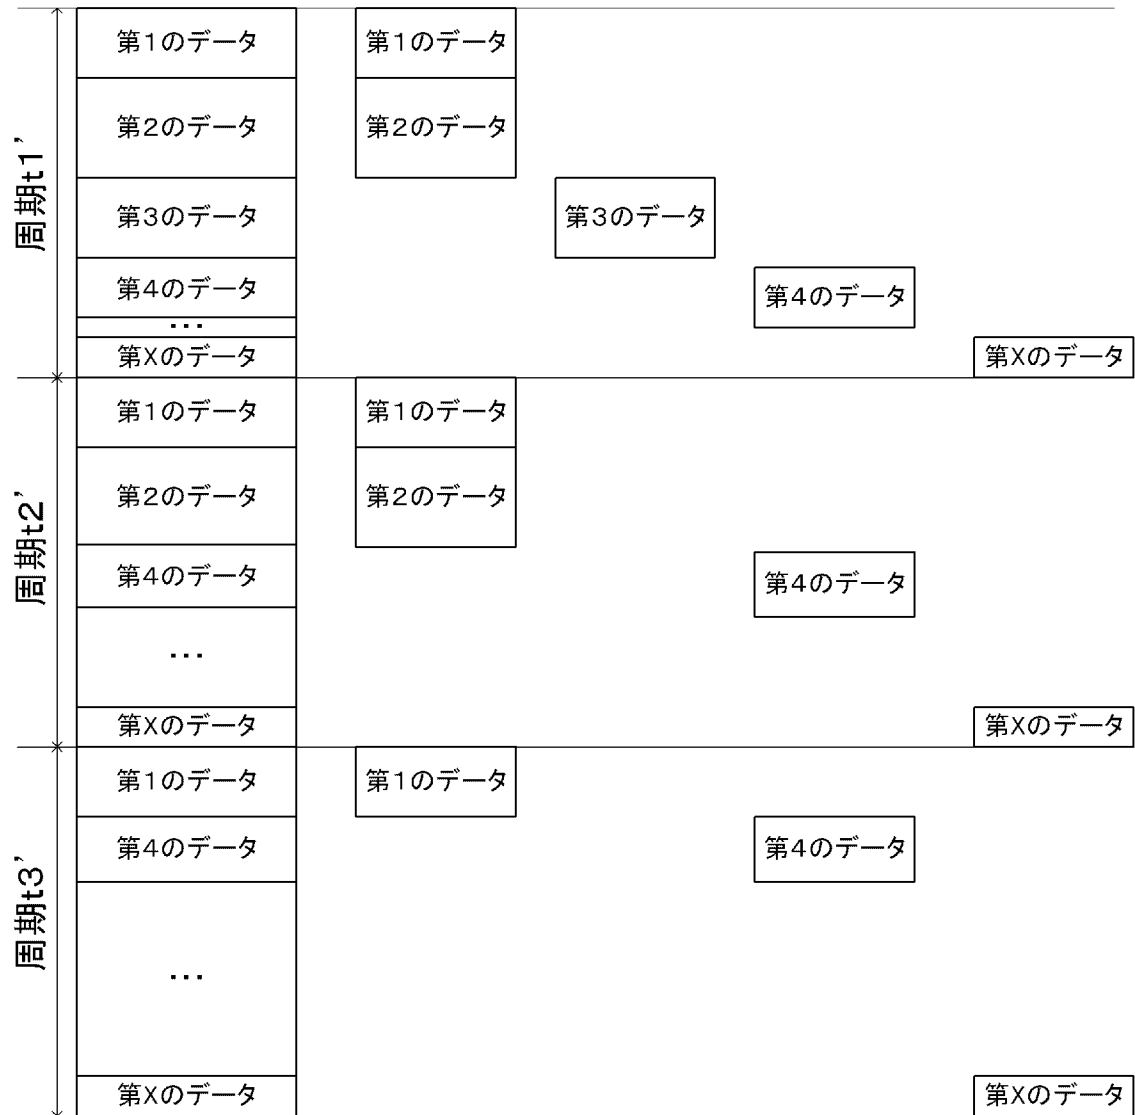 周期t1’
第1のデータ
第1のデータ
第2のデータ
第2のデータ
第3のデータ
第3のデータ
第4のデータ
第4のデータ
…
第Xのデータ
第Xのデータ
周期t2’
第1のデータ
第1のデータ
第2のデータ
第2のデータ
第4のデータ
第4のデータ
…
第Xのデータ
第Xのデータ
周期t3’
第1のデータ
第1のデータ
第4のデータ
第4のデータ
…
第Xのデータ
第Xのデータ